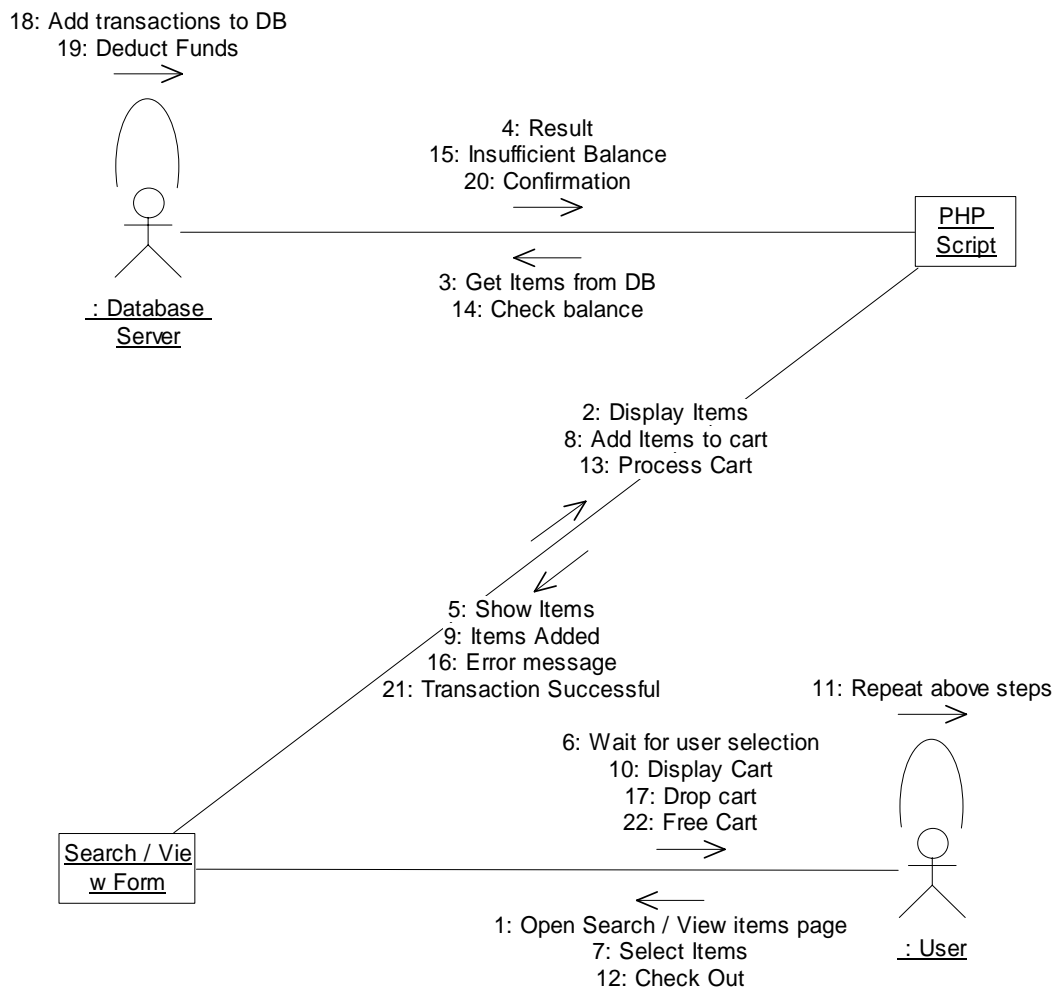 18: Add transactions to DB
19: Deduct Funds
4: Result
15: Insufficient Balance
20: Confirmation
PHP
Script
3: Get Items from DB
14: Check balance
: Database
Server
2: Display Items
8: Add Items to cart
13: Process Cart
5: Show Items
9: Items Added
16: Error message
21: Transaction Successful
11: Repeat above steps
6: Wait for user selection
10: Display Cart
17: Drop cart
22: Free Cart
Search / Vie
w Form
1: Open Search / View items page
7: Select Items
12: Check Out
: User